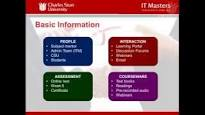 Charles Sturt
University
IT Masters
Basic Information
PEOPLE
Subject mentor
Admin Team (ITM)
CSU
Students
INTERACTION
Learning Portal
Discussion Forums
Webinars
Email
ASSESSMENT
Online test
Week 5
Certificate
COURSEWARE
Text books
Readings
Pre-recorded audio
Webinars